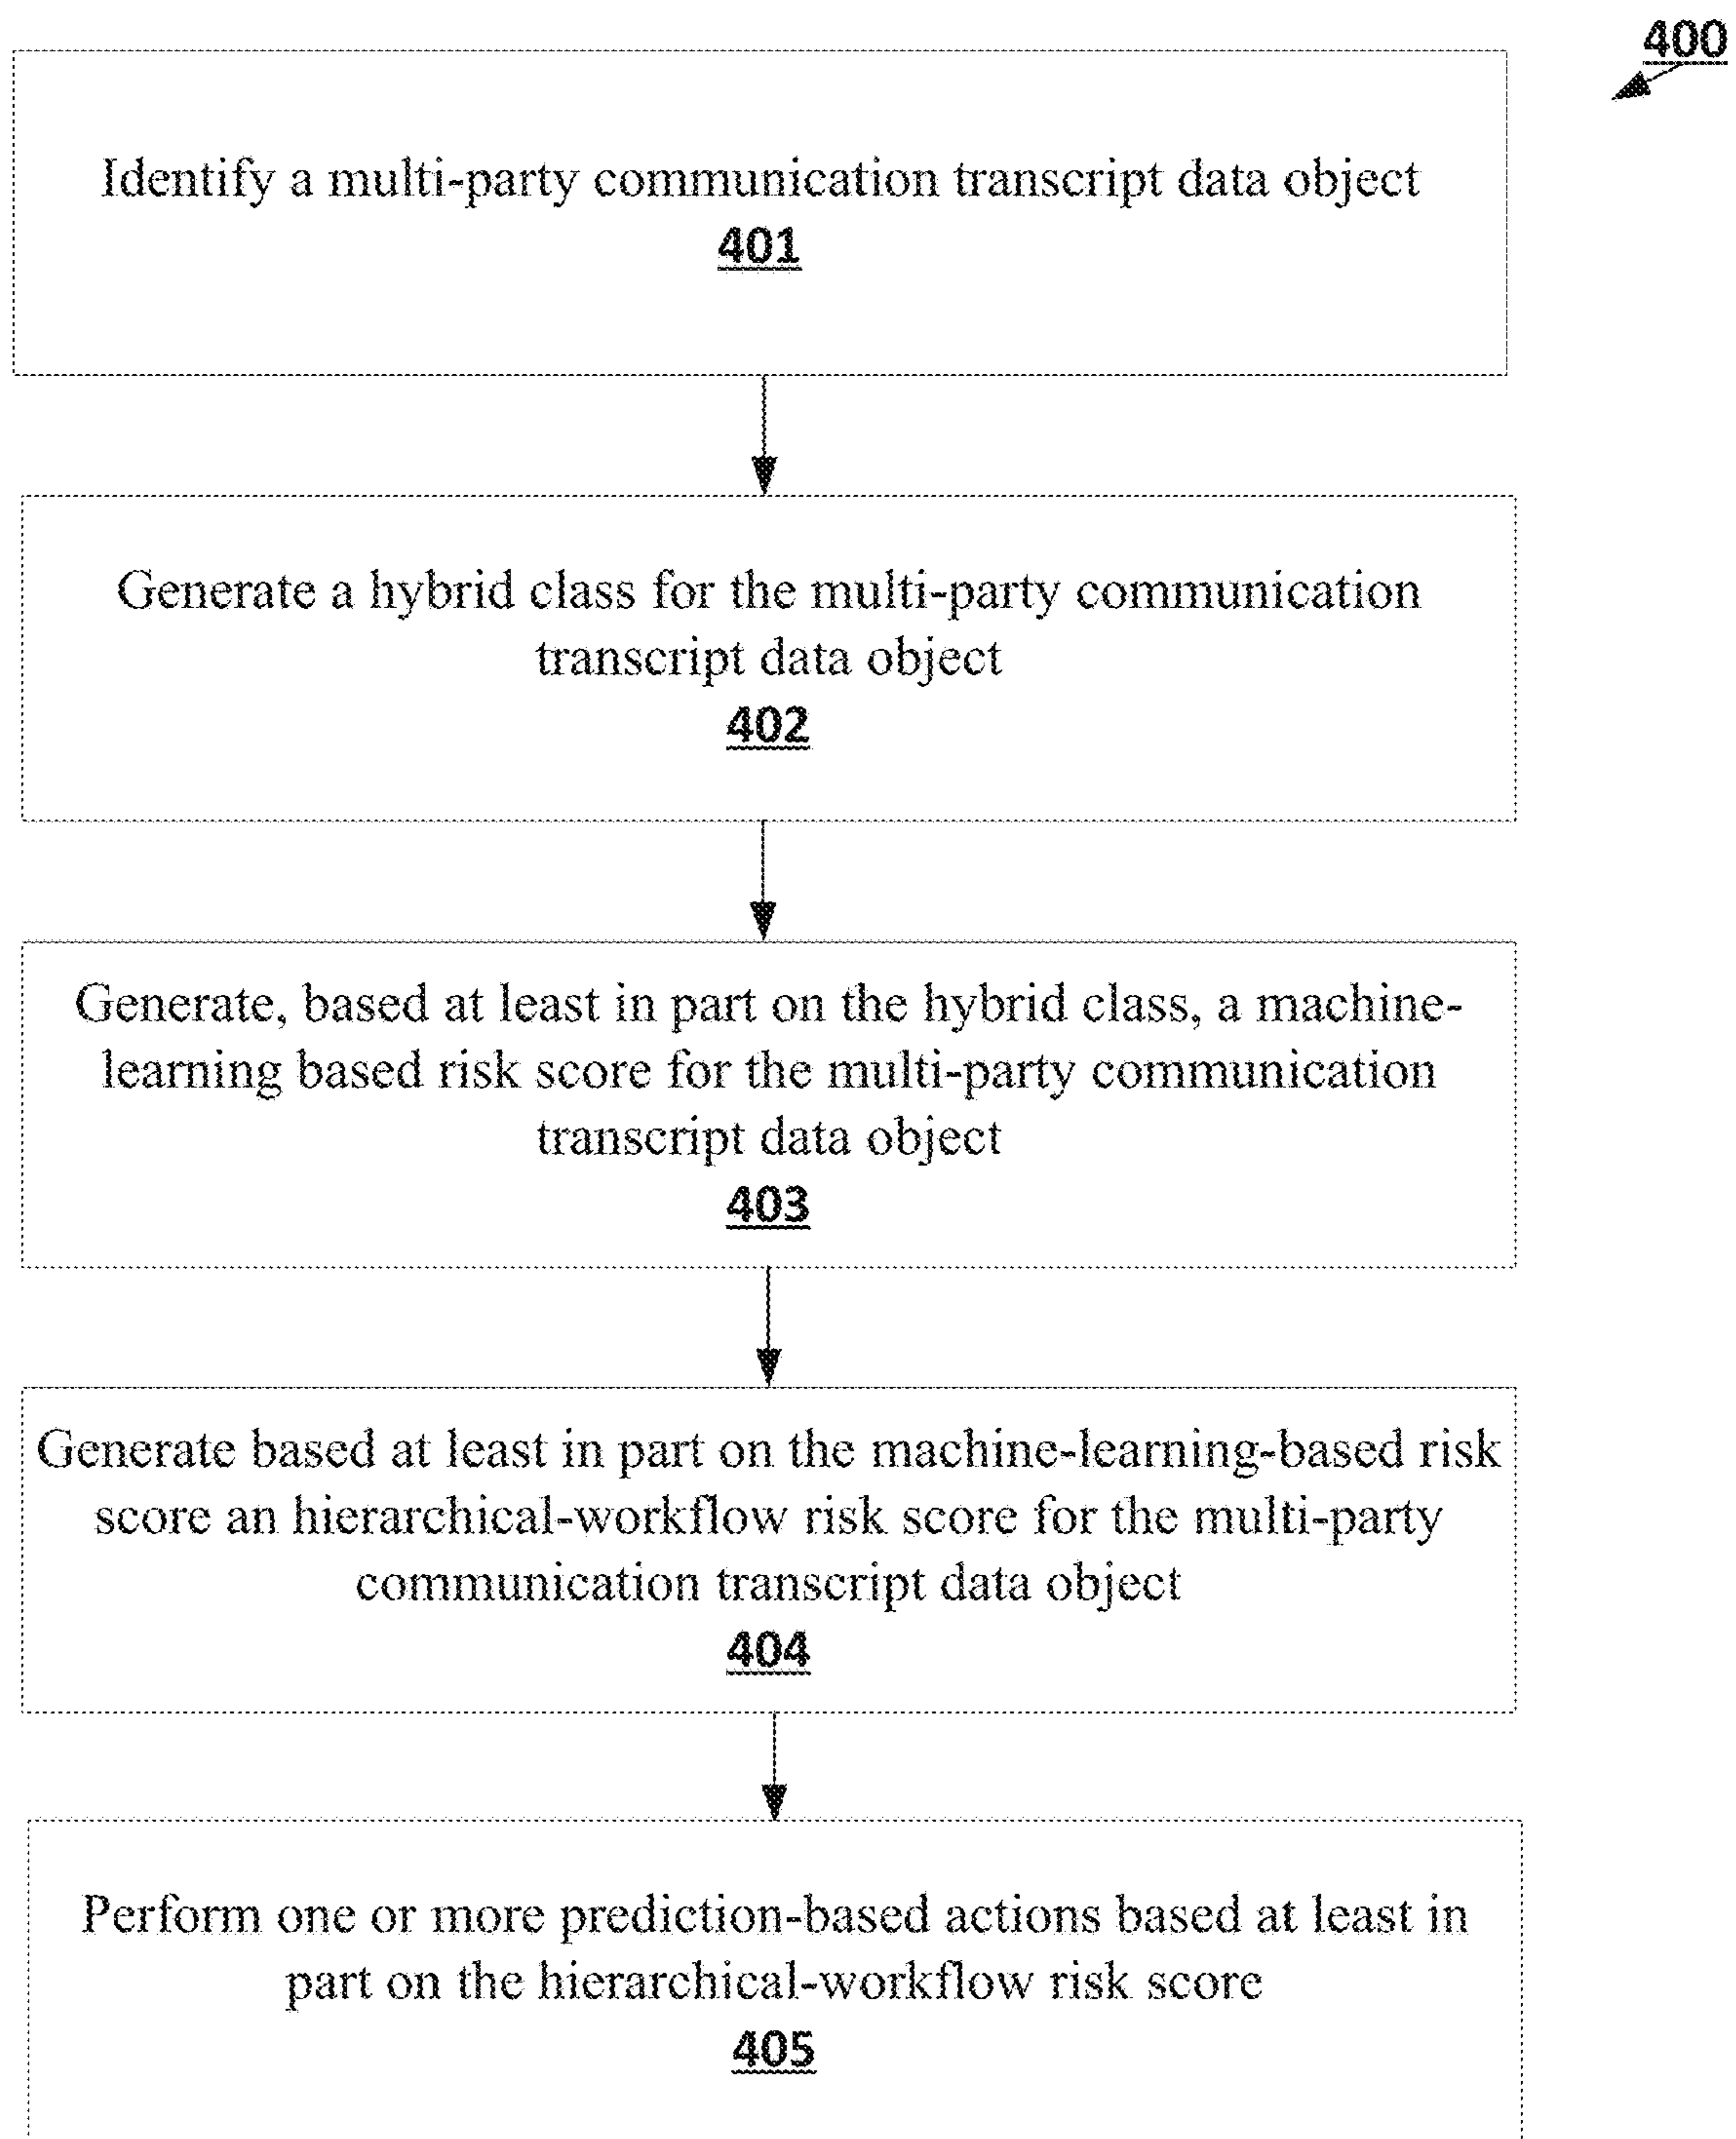 400
Identify a multi-party communication transcript data object
401
Generate a hybrid class for the multi-party communication
transcript data object
402
Generate, based at least in part on the hybrid class, a machine-
learning based risk score for the multi-party communication
transcript data object
403
Generate based at least in part on the machine-learning-based risk
score an hierarchical-workflow risk score for the multi-party
communication transcript data object
404
Perform one or more prediction-based actions based at least in
part on the hierarchical-workflow risk score
405